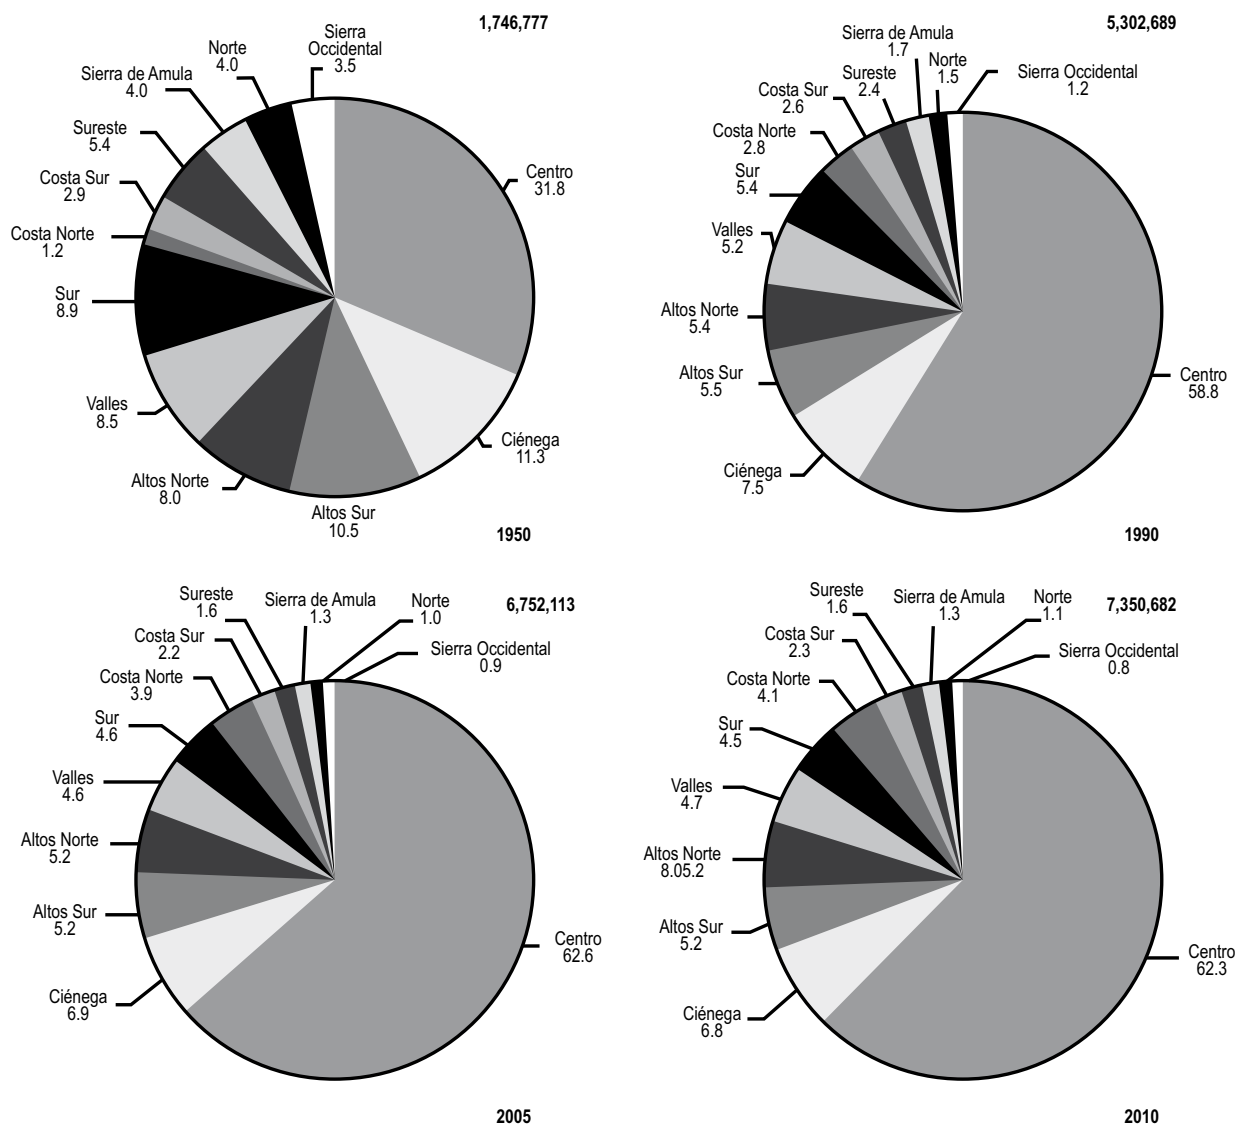 1,746,777
Sierra
Occidental
3.5
Norte
4.0
Sierra de Amula
4.0
Sureste
5.4
Costa Sur
2.9
Costa Norte
1.2
Sur
8.9
Valles
8.5
Altos Norte
8.0
Altos Sur
10.5
Ciénega
11.3
Centro
31.8
1950
5,302,689
Sierra de Amula
1.7
Norte
1.5
Sierra Occidental
1.2
Sureste
2.4
Costa Sur
2.6
Costa Norte
2.8
Sur
5.4
Valles
5.2
Altos Norte
5.4
Altos Sur
5.5
Ciénega
7.5
Centro
58.8
1990
6,752,113
Sureste
1.6
Sierra de Amula
1.3
Norte
1.0
Sierra Occidental
0.9
Costa Sur
2.2
Costa Norte
3.9
Sur
4.6
Valles
4.6
Altos Norte
5.2
Altos Sur
5.2
Ciénega
6.9
Centro
62.6
2005
7,350,682
Sureste
1.6
Sierra de Amula
1.3
Norte
1.1
Sierra Occidental
0.8
Costa Sur
2.3
Costa Norte
4.1
Sur
4.5
Valles
4.7
Altos Norte
8.05.2
Altos Sur
5.2
Ciénega
6.8
Centro
62.3
2010